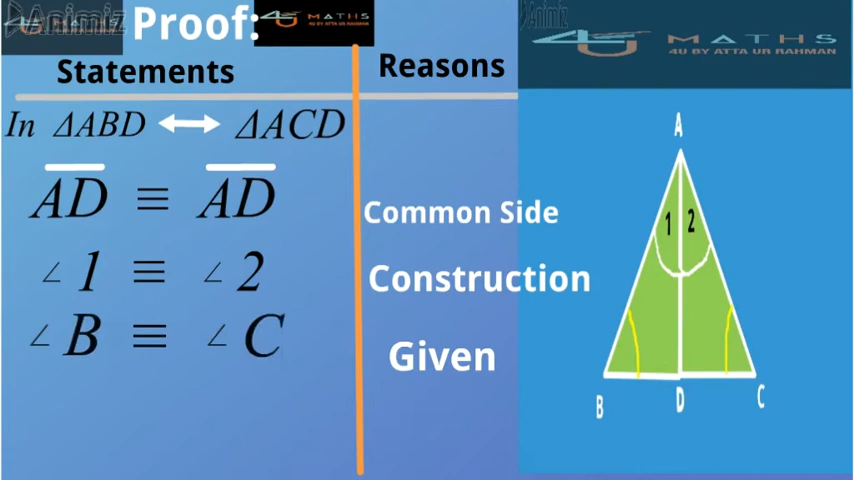 Animiz
Proof:
4U MATHS
4U BY ATTA UR RAHMAN
Animiz
4U MATHS
4U BY ATTA UR RAHMAN
Statements
Reasons
In ΔABD ↔ ΔACD
AD ≡ AD
Common Side
∠1 ≡ ∠2
Construction
∠B ≡ ∠C
Given
A
1 2
B D C